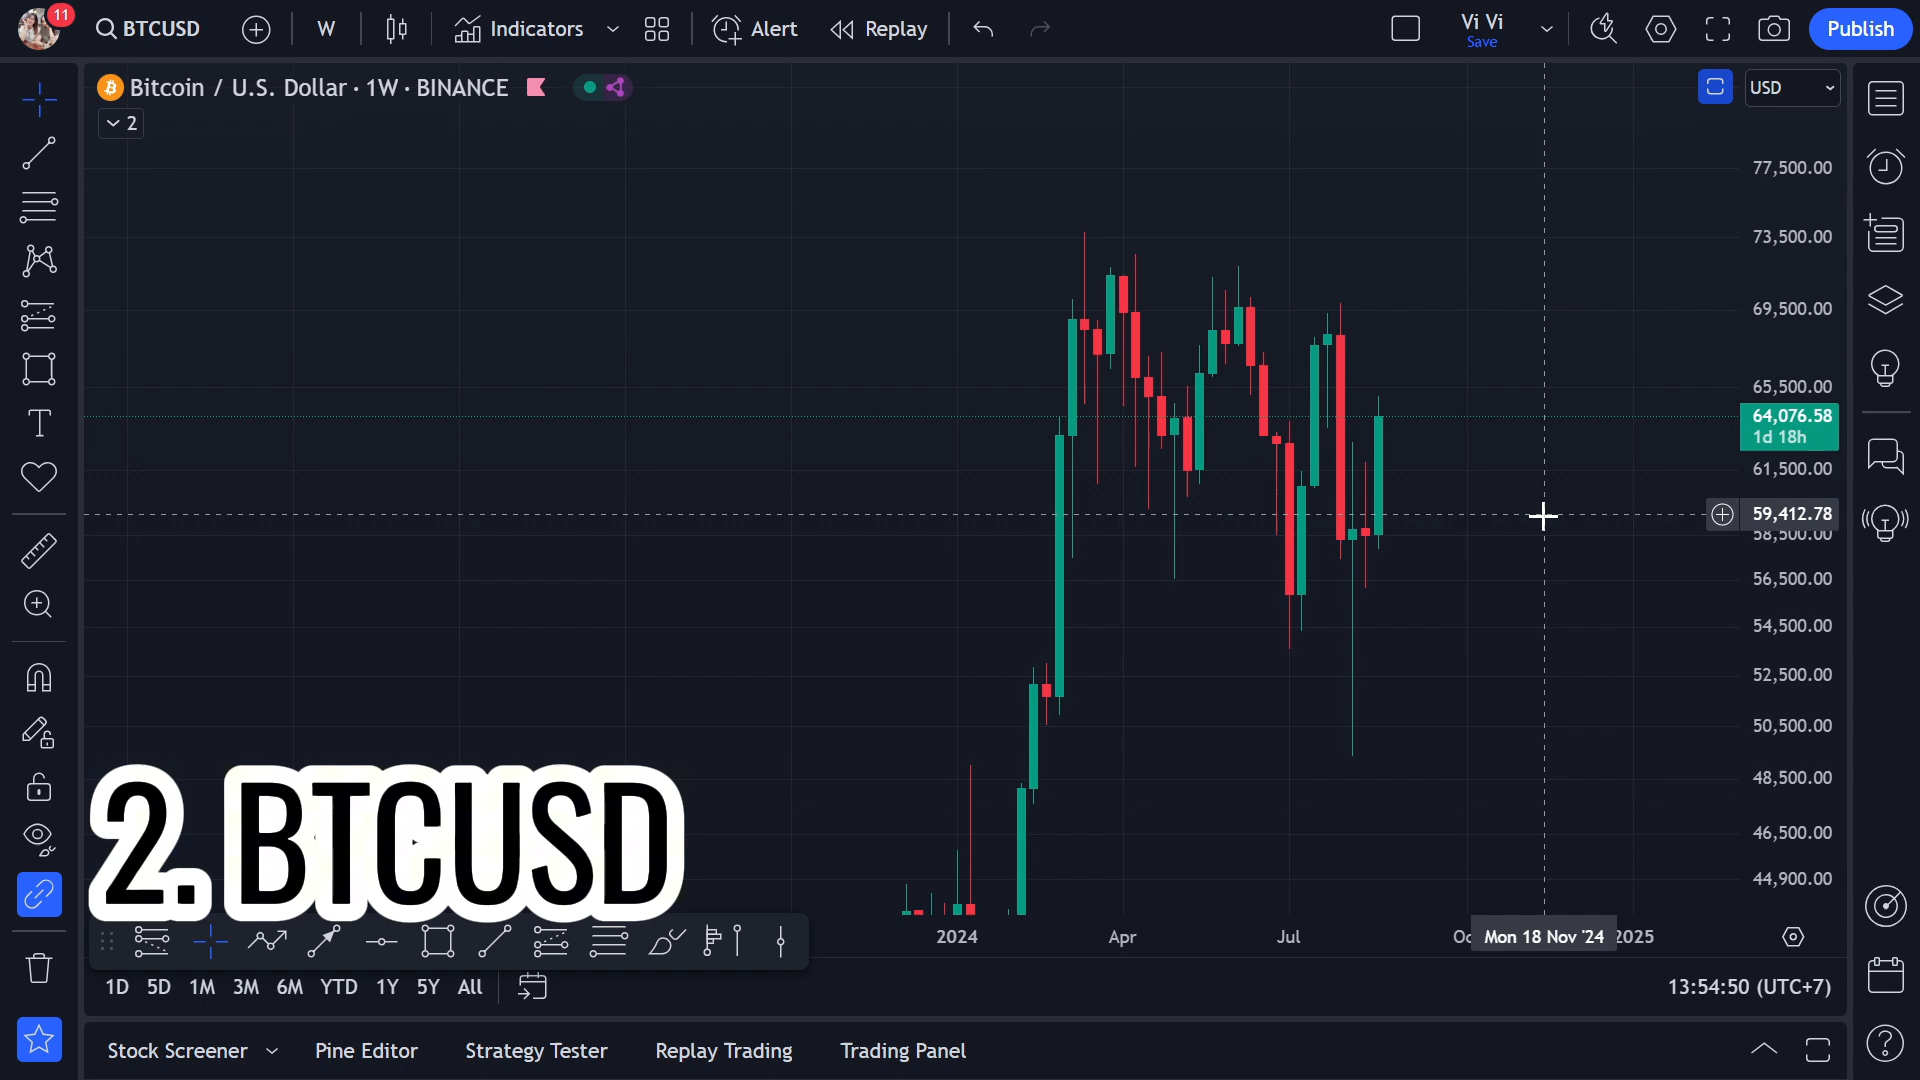 11
BTCUSD
W
Indicators
Alert
Replay
Vi Vi
Save
Publish
Bitcoin / U.S. Dollar · 1W · BINANCE
USD
2
77,500.00
73,500.00
69,500.00
65,500.00
64,076.58
1d 18h
61,500.00
59,412.78
58,500.00
56,500.00
54,500.00
52,500.00
50,500.00
48,500.00
46,500.00
44,900.00
2. BTCUSD
2024
Apr
Jul
Mon 18 Nov '24
2025
1D 5D 1M 3M 6M YTD 1Y 5Y All
13:54:50 (UTC+7)
Stock Screener
Pine Editor
Strategy Tester
Replay Trading
Trading Panel